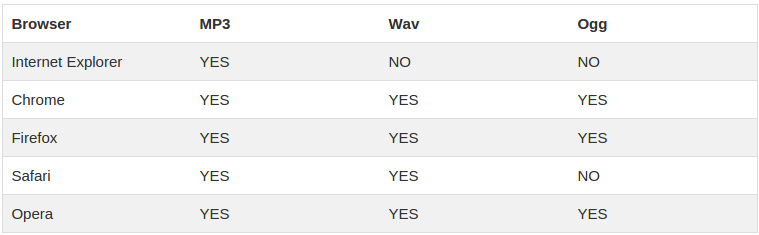 Browser MP3 Wav Ogg
Internet Explorer YES NO NO
Chrome YES YES YES
Firefox YES YES YES
Safari YES YES NO
Opera YES YES YES